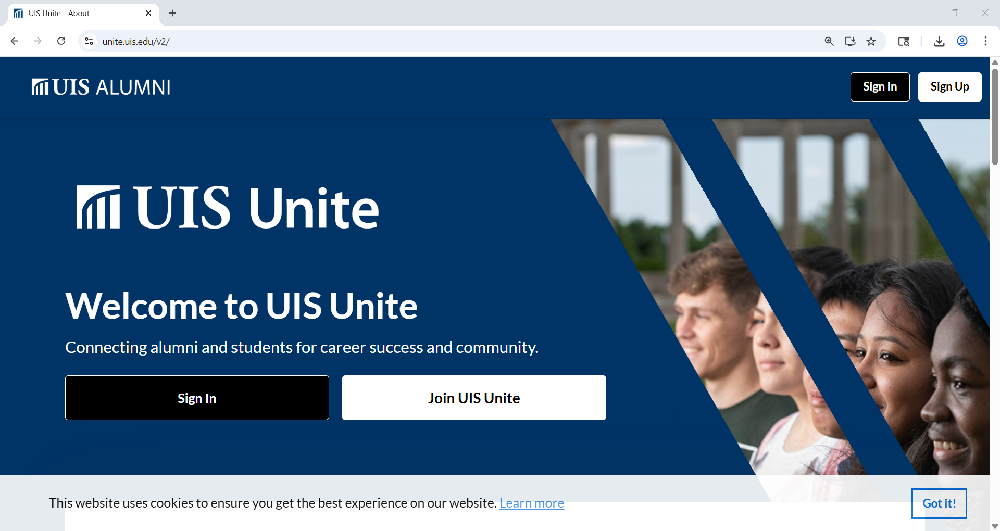 UIS Unite - About
unite.uis.edu/v2/
UIS ALUMNI
Sign In
Sign Up
UIS Unite
Welcome to UIS Unite
Connecting alumni and students for career success and community.
Sign In
Join UIS Unite
This website uses cookies to ensure you get the best experience on our website. Learn more
Got it!